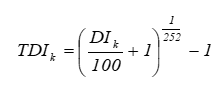 TDI_k = (DI_k / 100 + 1)^(1/252) − 1